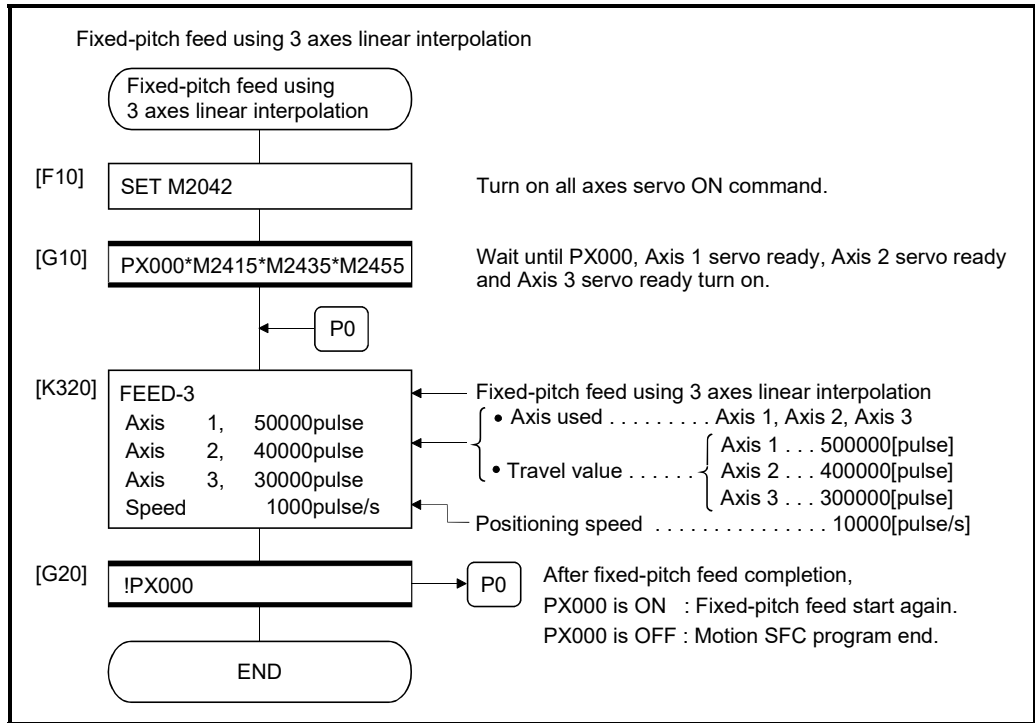 Fixed-pitch feed using 3 axes linear interpolation
Fixed-pitch feed using
3 axes linear interpolation
[F10]
SET M2042
Turn on all axes servo ON command.
[G10]
PX000*M2415*M2435*M2455
Wait until PX000, Axis 1 servo ready, Axis 2 servo ready
and Axis 3 servo ready turn on.
P0
[K320]
FEED-3
Axis 1, 50000pulse
Axis 2, 40000pulse
Axis 3, 30000pulse
Speed 1000pulse/s
Fixed-pitch feed using 3 axes linear interpolation
• Axis used . . . . . . . . . Axis 1, Axis 2, Axis 3
• Travel value . . . . . .
Axis 1 . . . 500000[pulse]
Axis 2 . . . 400000[pulse]
Axis 3 . . . 300000[pulse]
Positioning speed . . . . . . . . . . . . . . . 10000[pulse/s]
[G20]
!PX000
P0
After fixed-pitch feed completion,
PX000 is ON : Fixed-pitch feed start again.
PX000 is OFF : Motion SFC program end.
END